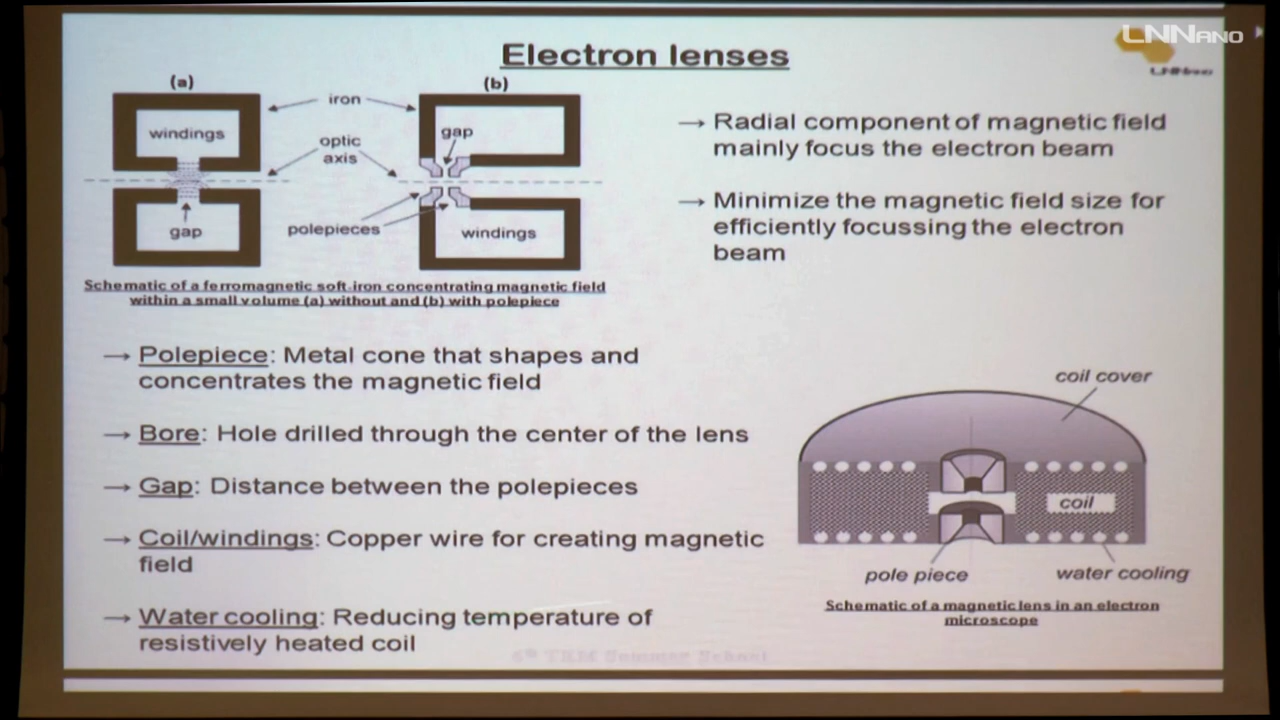 LNNANO
LNNano
Electron lenses
(a)
(b)
iron
windings
gap
optic
axis
gap
polepieces
windings
Schematic of a ferromagnetic soft-iron concentrating magnetic field
within a small volume (a) without and (b) with polepiece
→ Radial component of magnetic field
mainly focus the electron beam
→ Minimize the magnetic field size for
efficiently focussing the electron
beam
→ Polepiece: Metal cone that shapes and
concentrates the magnetic field
→ Bore: Hole drilled through the center of the lens
→ Gap: Distance between the polepieces
→ Coil/windings: Copper wire for creating magnetic
field
→ Water cooling: Reducing temperature of
resistively heated coil
coil cover
coil
pole piece
water cooling
Schematic of a magnetic lens in an electron
microscope
6th TEM Summer School